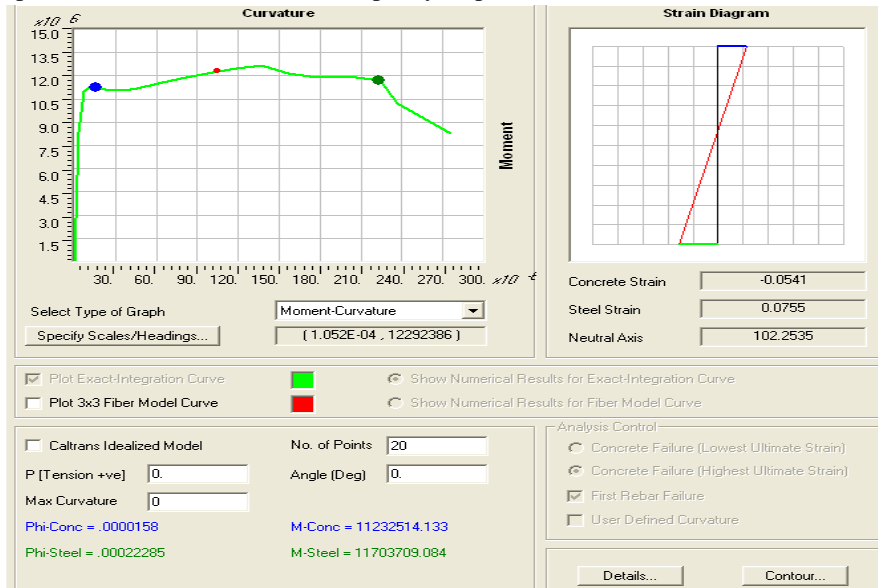 Curvature
x10 6
15.0
13.5
12.0
10.5
9.0
7.5
6.0
4.5
3.0
1.5
30. 60. 90. 120. 150. 180. 210. 240. 270. 300. x10 -6
Moment
Select Type of Graph
Moment-Curvature
Specify Scales/Headings...
( 1.052E-04 , 12292386 )
Strain Diagram
Concrete Strain
-0.0541
Steel Strain
0.0755
Neutral Axis
102.2535
Plot Exact-Integration Curve
Show Numerical Results for Exact-Integration Curve
Plot 3x3 Fiber Model Curve
Show Numerical Results for Fiber Model Curve
Caltrans Idealized Model
No. of Points
20
P [Tension +ve]
0.
Angle (Deg)
0.
Max Curvature
0
Phi-Conc = .0000158
M-Conc = 11232514.133
Phi-Steel = .00022285
M-Steel = 11703709.084
Analysis Control
Concrete Failure (Lowest Ultimate Strain)
Concrete Failure (Highest Ultimate Strain)
First Rebar Failure
User Defined Curvature
Details...
Contour...